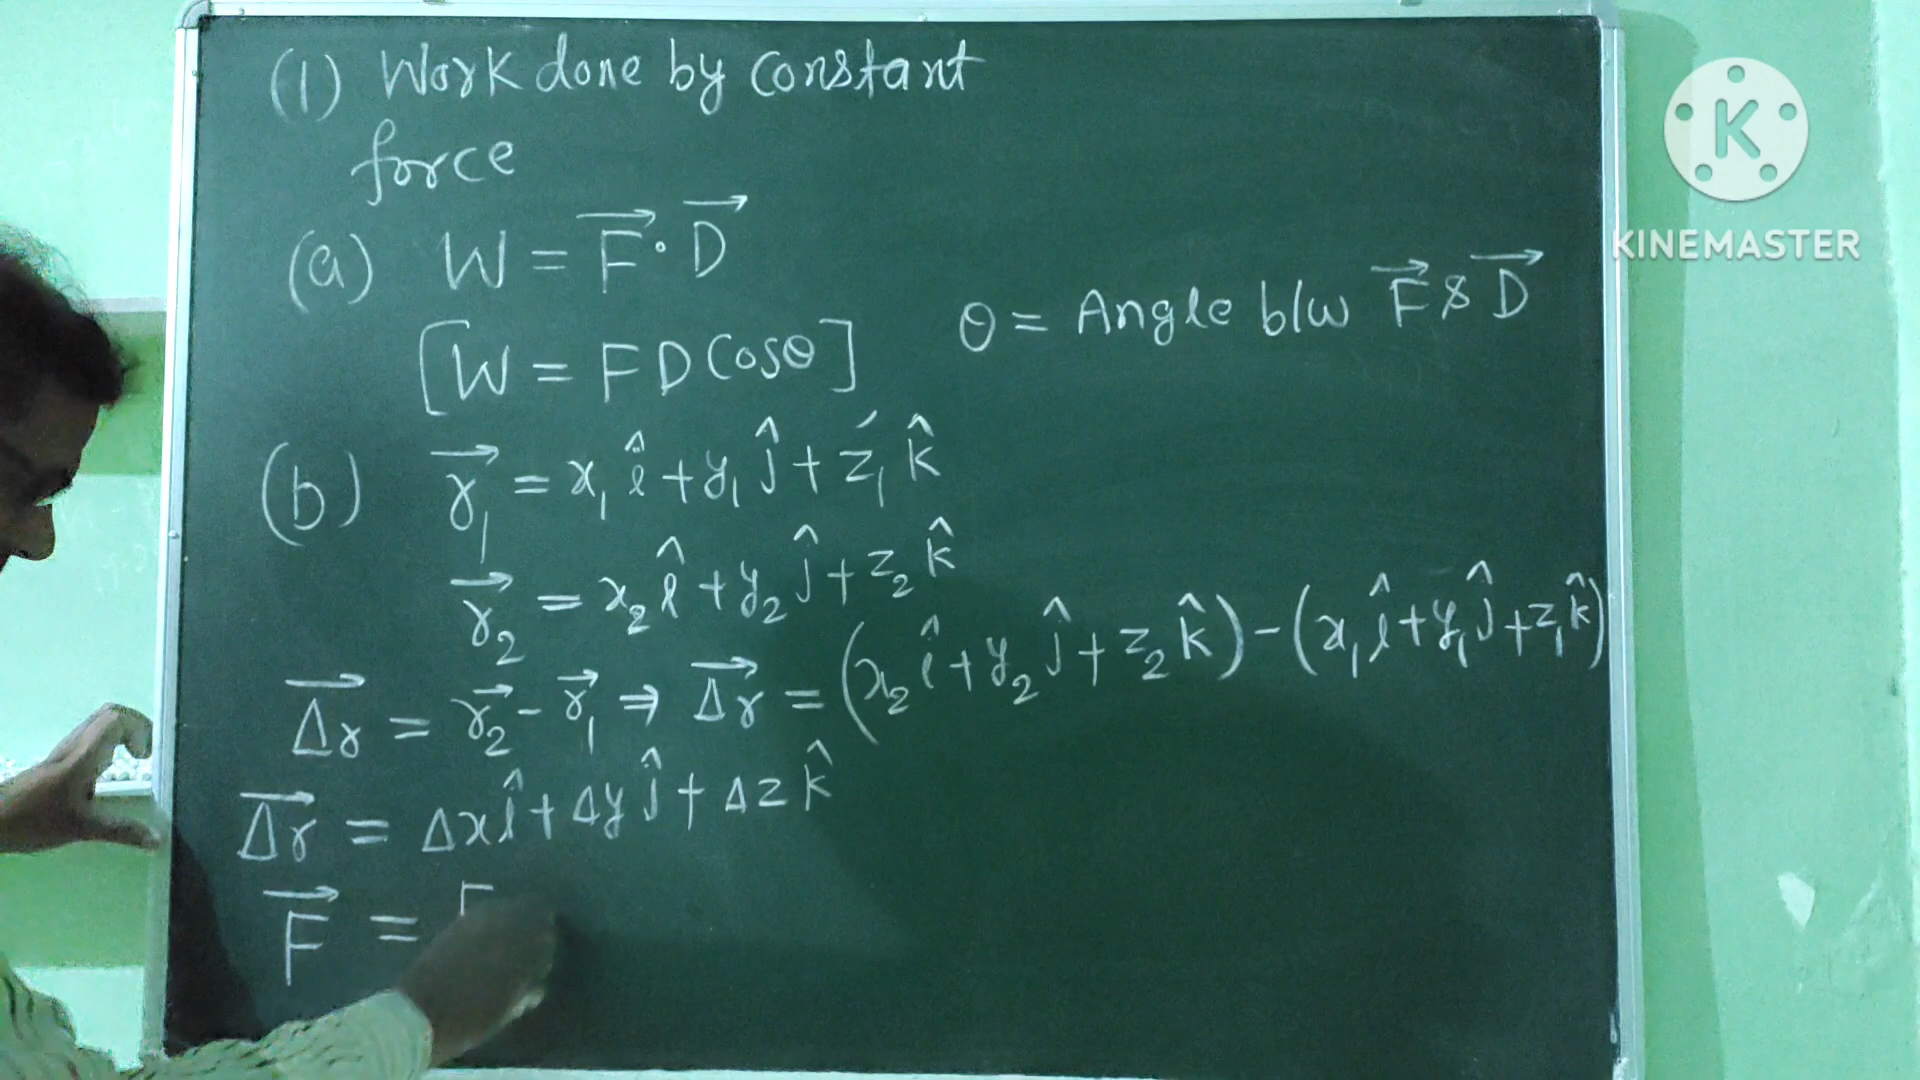 (1) Work done by constant
force
(a) W = F⃗ · D⃗
[W = F D Cosθ]
θ = Angle b/w F⃗ & D⃗
(b) r⃗₁ = x₁ î + y₁ ĵ + z₁ k̂
r⃗₂ = x₂ î + y₂ ĵ + z₂ k̂
Δr⃗ = r⃗₂ - r⃗₁ ⇒ Δr⃗ = (x₂ î + y₂ ĵ + z₂ k̂) - (x₁ î + y₁ ĵ + z₁ k̂)
Δr⃗ = Δx î + Δy ĵ + Δz k̂
F⃗ = F
K
KINEMASTER